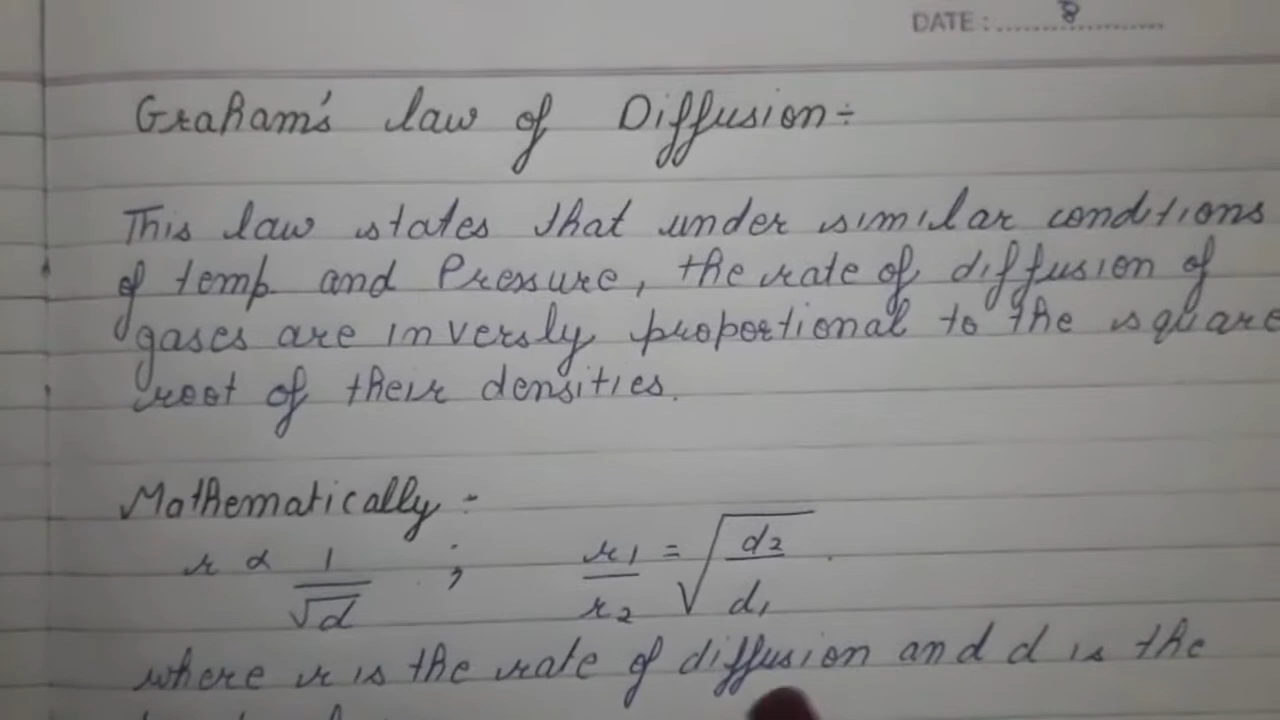 DATE : 8
Graham's law of Diffusion ÷
This law states that under similar conditions
of temp. and Pressure, the rate of diffusion of
gases are inversly proportional to the square
root of their densities.
Mathematically :-
r ∝ 1/√d ; r1/r2 = √(d2/d1) .
where r is the rate of diffusion and d is the